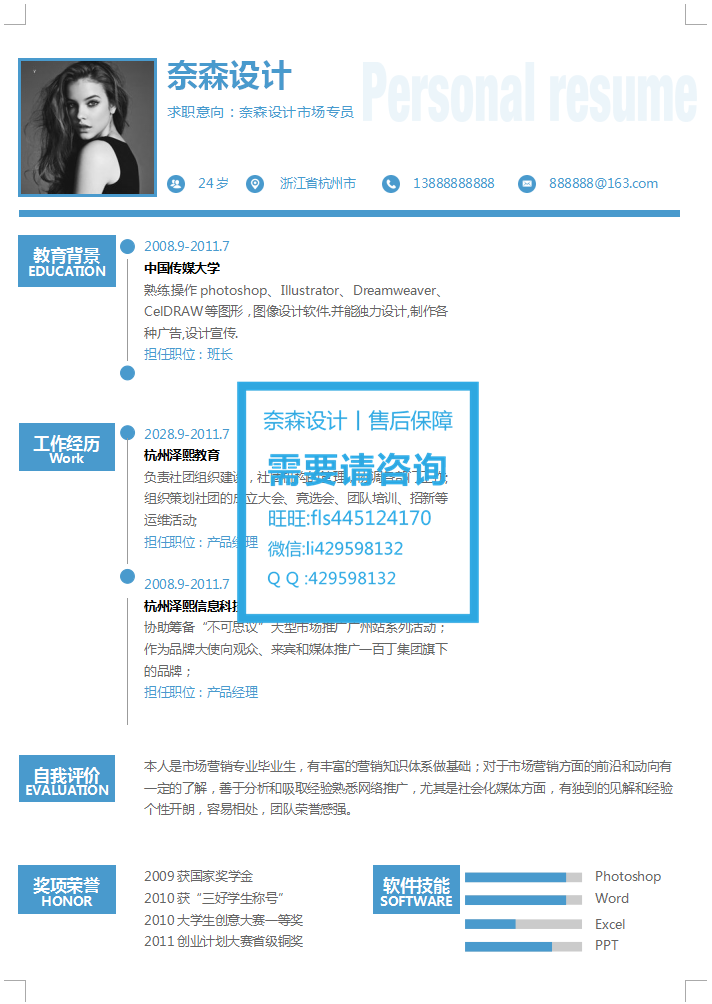 奈森设计
Personal resume
求职意向：奈森设计市场专员
24 岁
浙江省杭州市
13888888888
888888@163.com
教育背景
EDUCATION
2008.9-2011.7
中国传媒大学
熟练操作 photoshop、Illustrator、Dreamweaver、
CelDRAW 等图形，图像设计软件.并能独力设计,制作各
种广告,设计宣传.
担任职位：班长
工作经历
Work
2028.9-2011.7
杭州泽熙教育
负责社团组织建设，社
组织策划社团的成立大会、竞选会、团队培训、招新等
运维活动;
担任职位：产品经理
2008.9-2011.7
杭州泽熙信息科技
协助筹备“不可思议”大型市场推广广州站系列活动；
作为品牌大使向观众、来宾和媒体推广一百丁集团旗下
的品牌；
担任职位：产品经理
奈森设计丨售后保障
需要请咨询
旺旺:fls445124170
微信:li429598132
Q Q :429598132
自我评价
EVALUATION
本人是市场营销专业毕业生，有丰富的营销知识体系做基础；对于市场营销方面的前沿和动向有
一定的了解，善于分析和吸取经验熟悉网络推广，尤其是社会化媒体方面，有独到的见解和经验
个性开朗，容易相处，团队荣誉感强。
奖项荣誉
HONOR
2009 获国家奖学金
2010 获“三好学生称号”
2010 大学生创意大赛一等奖
2011 创业计划大赛省级铜奖
软件技能
SOFTWARE
Photoshop
Word
Excel
PPT